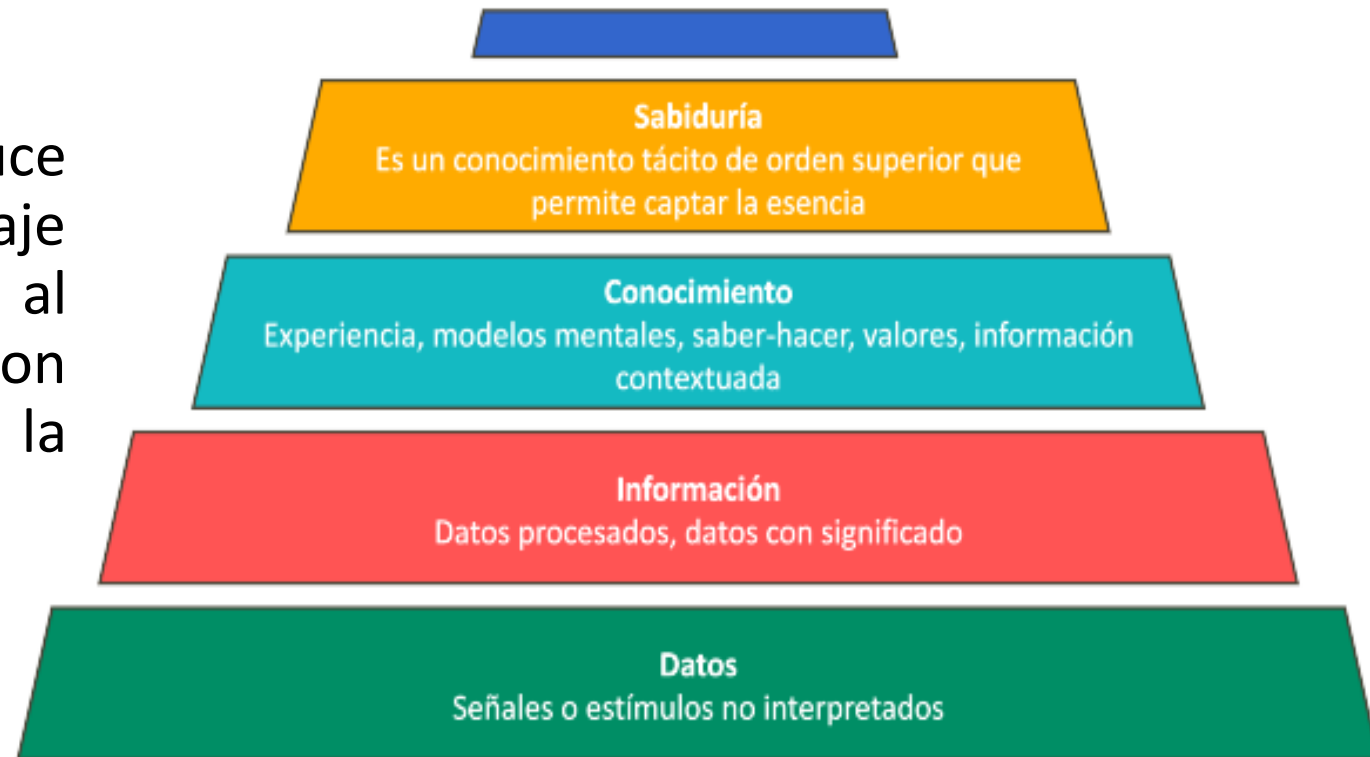 uce
aje
al
on
la
Sabiduría
Es un conocimiento tácito de orden superior que
permite captar la esencia
Conocimiento
Experiencia, modelos mentales, saber-hacer, valores, información
contextuada
Información
Datos procesados, datos con significado
Datos
Señales o estímulos no interpretados